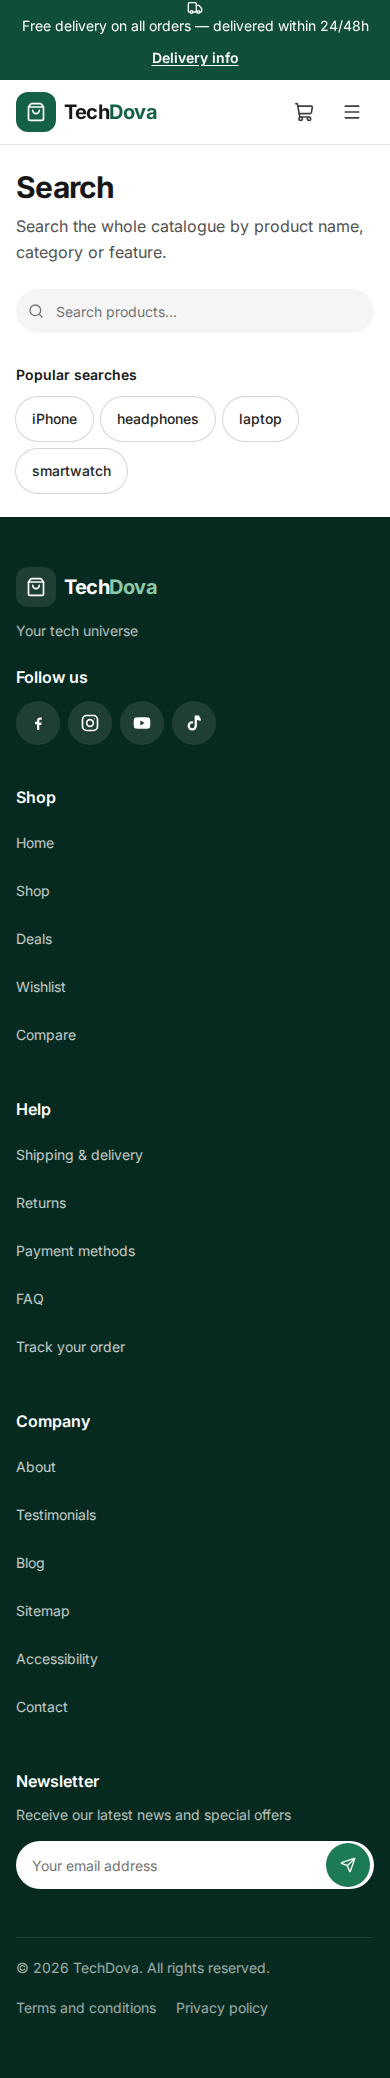 Free delivery on all orders — delivered within 24/48h
Delivery info
TechDova
Search
Search the whole catalogue by product name,
category or feature.
Search products...
Popular searches
iPhone
headphones
laptop
smartwatch
TechDova
Your tech universe
Follow us
Shop
Home
Shop
Deals
Wishlist
Compare
Help
Shipping & delivery
Returns
Payment methods
FAQ
Track your order
Company
About
Testimonials
Blog
Sitemap
Accessibility
Contact
Newsletter
Receive our latest news and special offers
Your email address
© 2026 TechDova. All rights reserved.
Terms and conditions Privacy policy